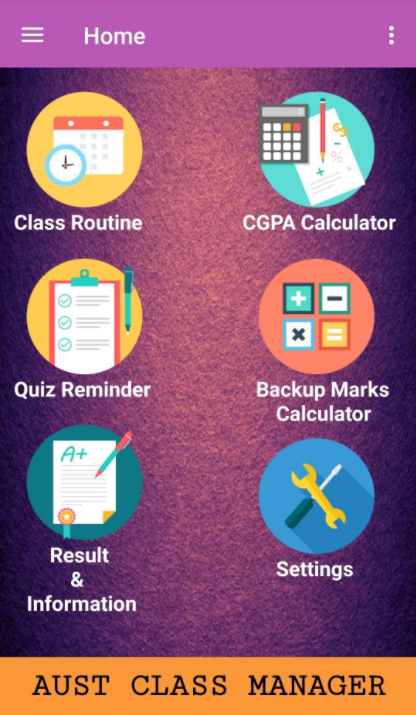 Home
Class Routine
CGPA Calculator
Quiz Reminder
Backup Marks
Calculator
A+
Result
&
Information
Settings
AUST CLASS MANAGER